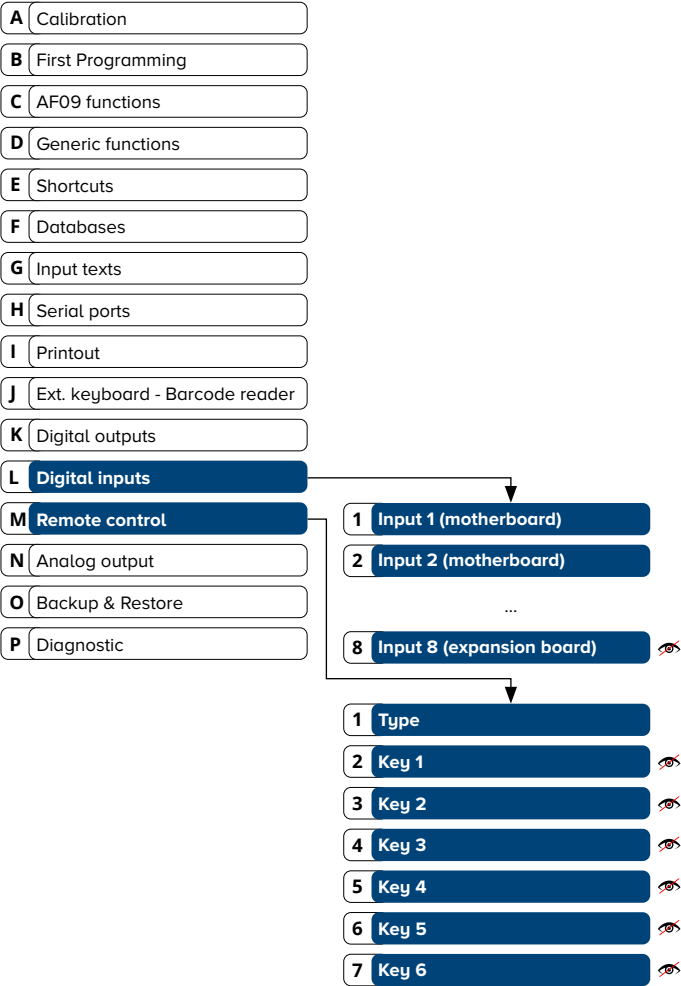 A Calibration
B First Programming
C AF09 functions
D Generic functions
E Shortcuts
F Databases
G Input texts
H Serial ports
I Printout
J Ext. keyboard - Barcode reader
K Digital outputs
L Digital inputs
M Remote control
N Analog output
O Backup & Restore
P Diagnostic
1 Input 1 (motherboard)
2 Input 2 (motherboard)
...
8 Input 8 (expansion board)
1 Type
2 Key 1
3 Key 2
4 Key 3
5 Key 4
6 Key 5
7 Key 6